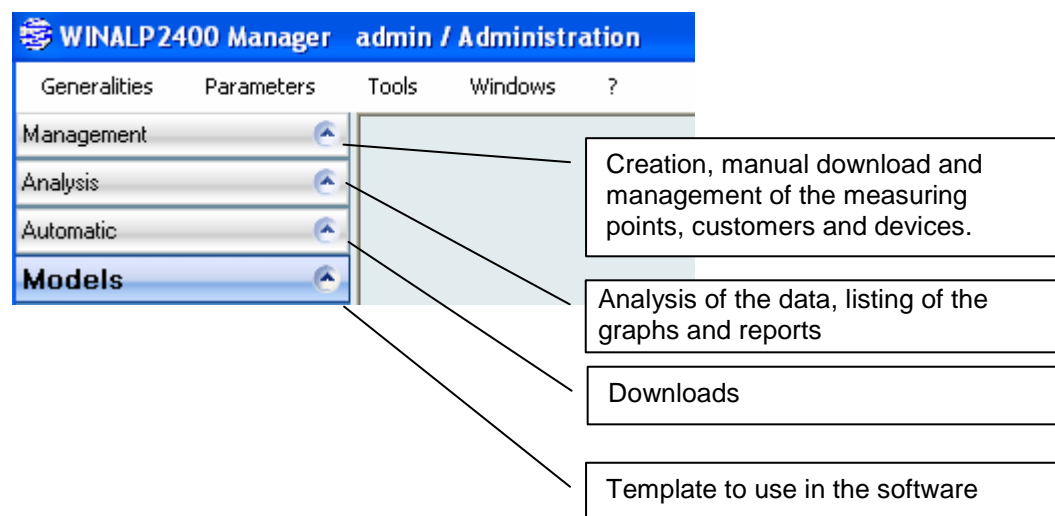 WINALP2400 Manager admin / Administration
Generalities Parameters Tools Windows ?
Management
Analysis
Automatic
Models
Creation, manual download and
management of the measuring
points, customers and devices.
Analysis of the data, listing of the
graphs and reports
Downloads
Template to use in the software